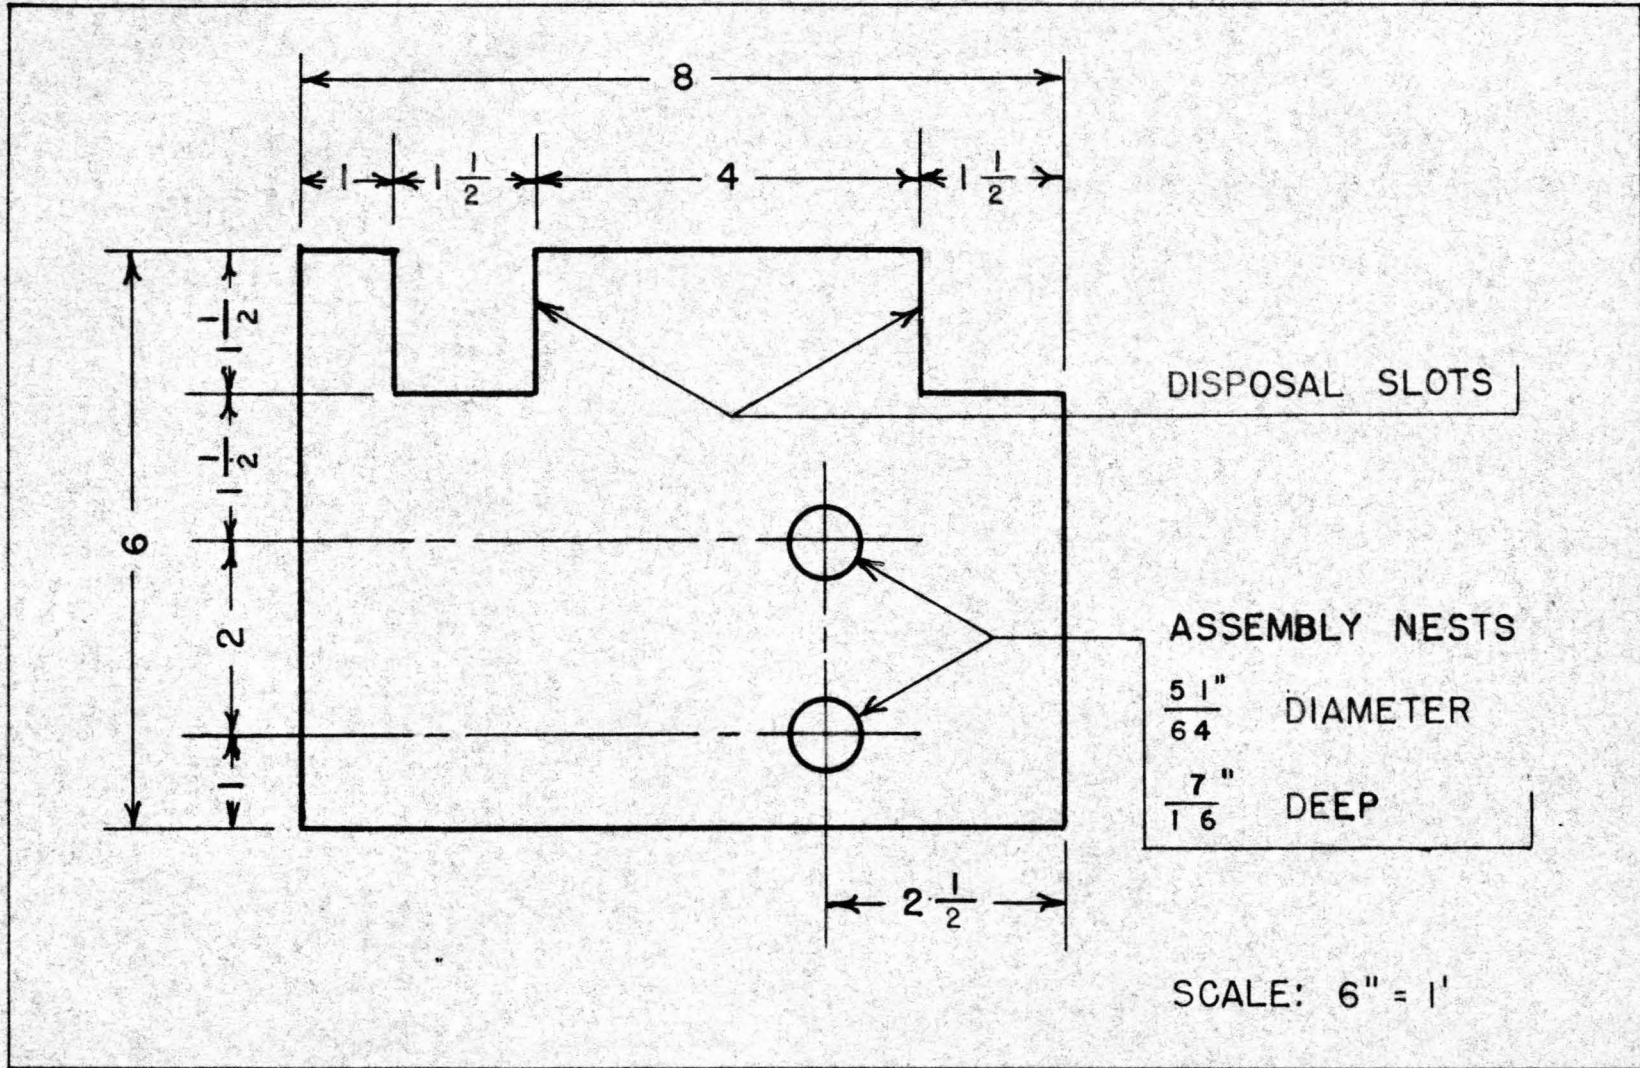 8
1 1 1/2 4 1 1/2
1 1/2
1 1/2
6
2
1
DISPOSAL SLOTS
ASSEMBLY NESTS
51"/64 DIAMETER
7"/16 DEEP
2 1/2
SCALE: 6" = 1'